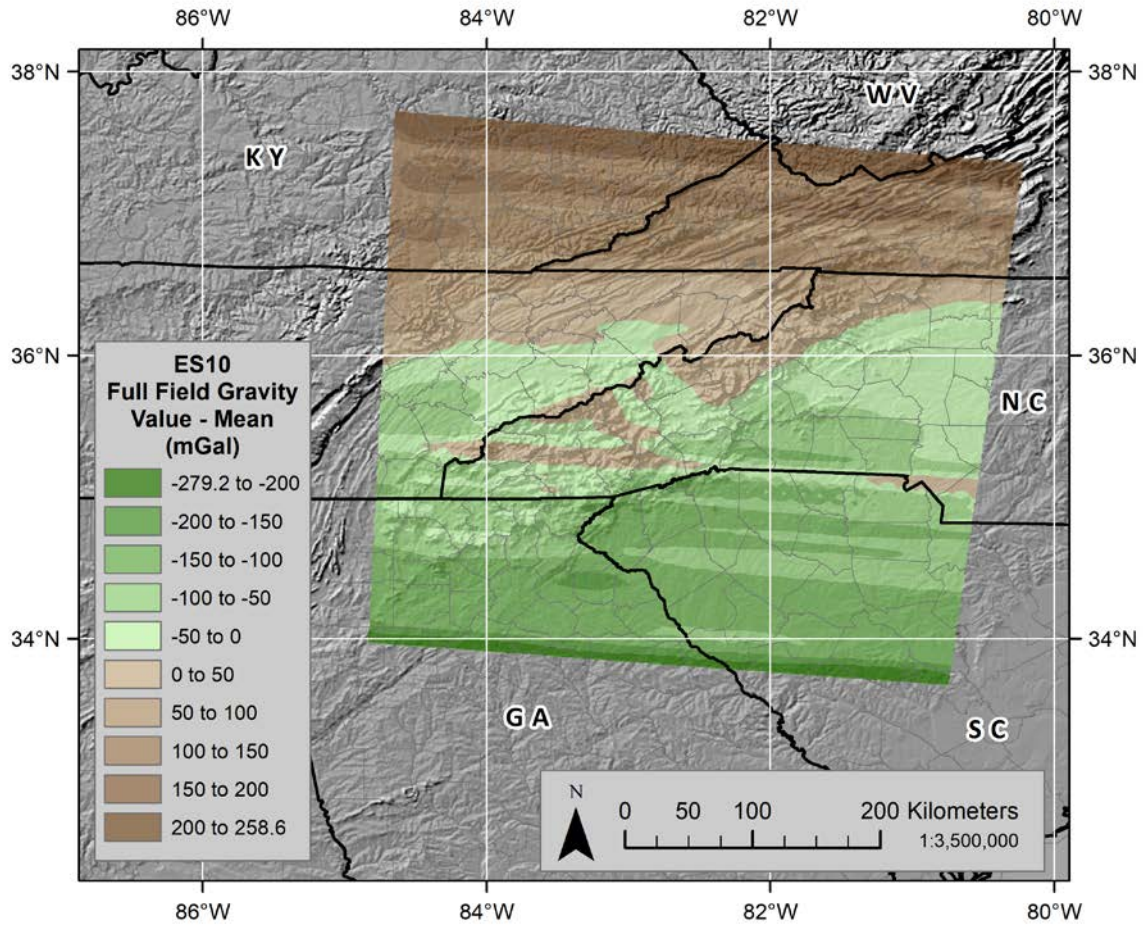 86°W 84°W 82°W 80°W
38°N 38°N
W V
K Y
36°N 36°N
N C
34°N 34°N
G A
S C
ES10
Full Field Gravity
Value - Mean
(mGal)
-279.2 to -200
-200 to -150
-150 to -100
-100 to -50
-50 to 0
0 to 50
50 to 100
100 to 150
150 to 200
200 to 258.6
N
0 50 100 200 Kilometers
1:3,500,000
86°W 84°W 82°W 80°W